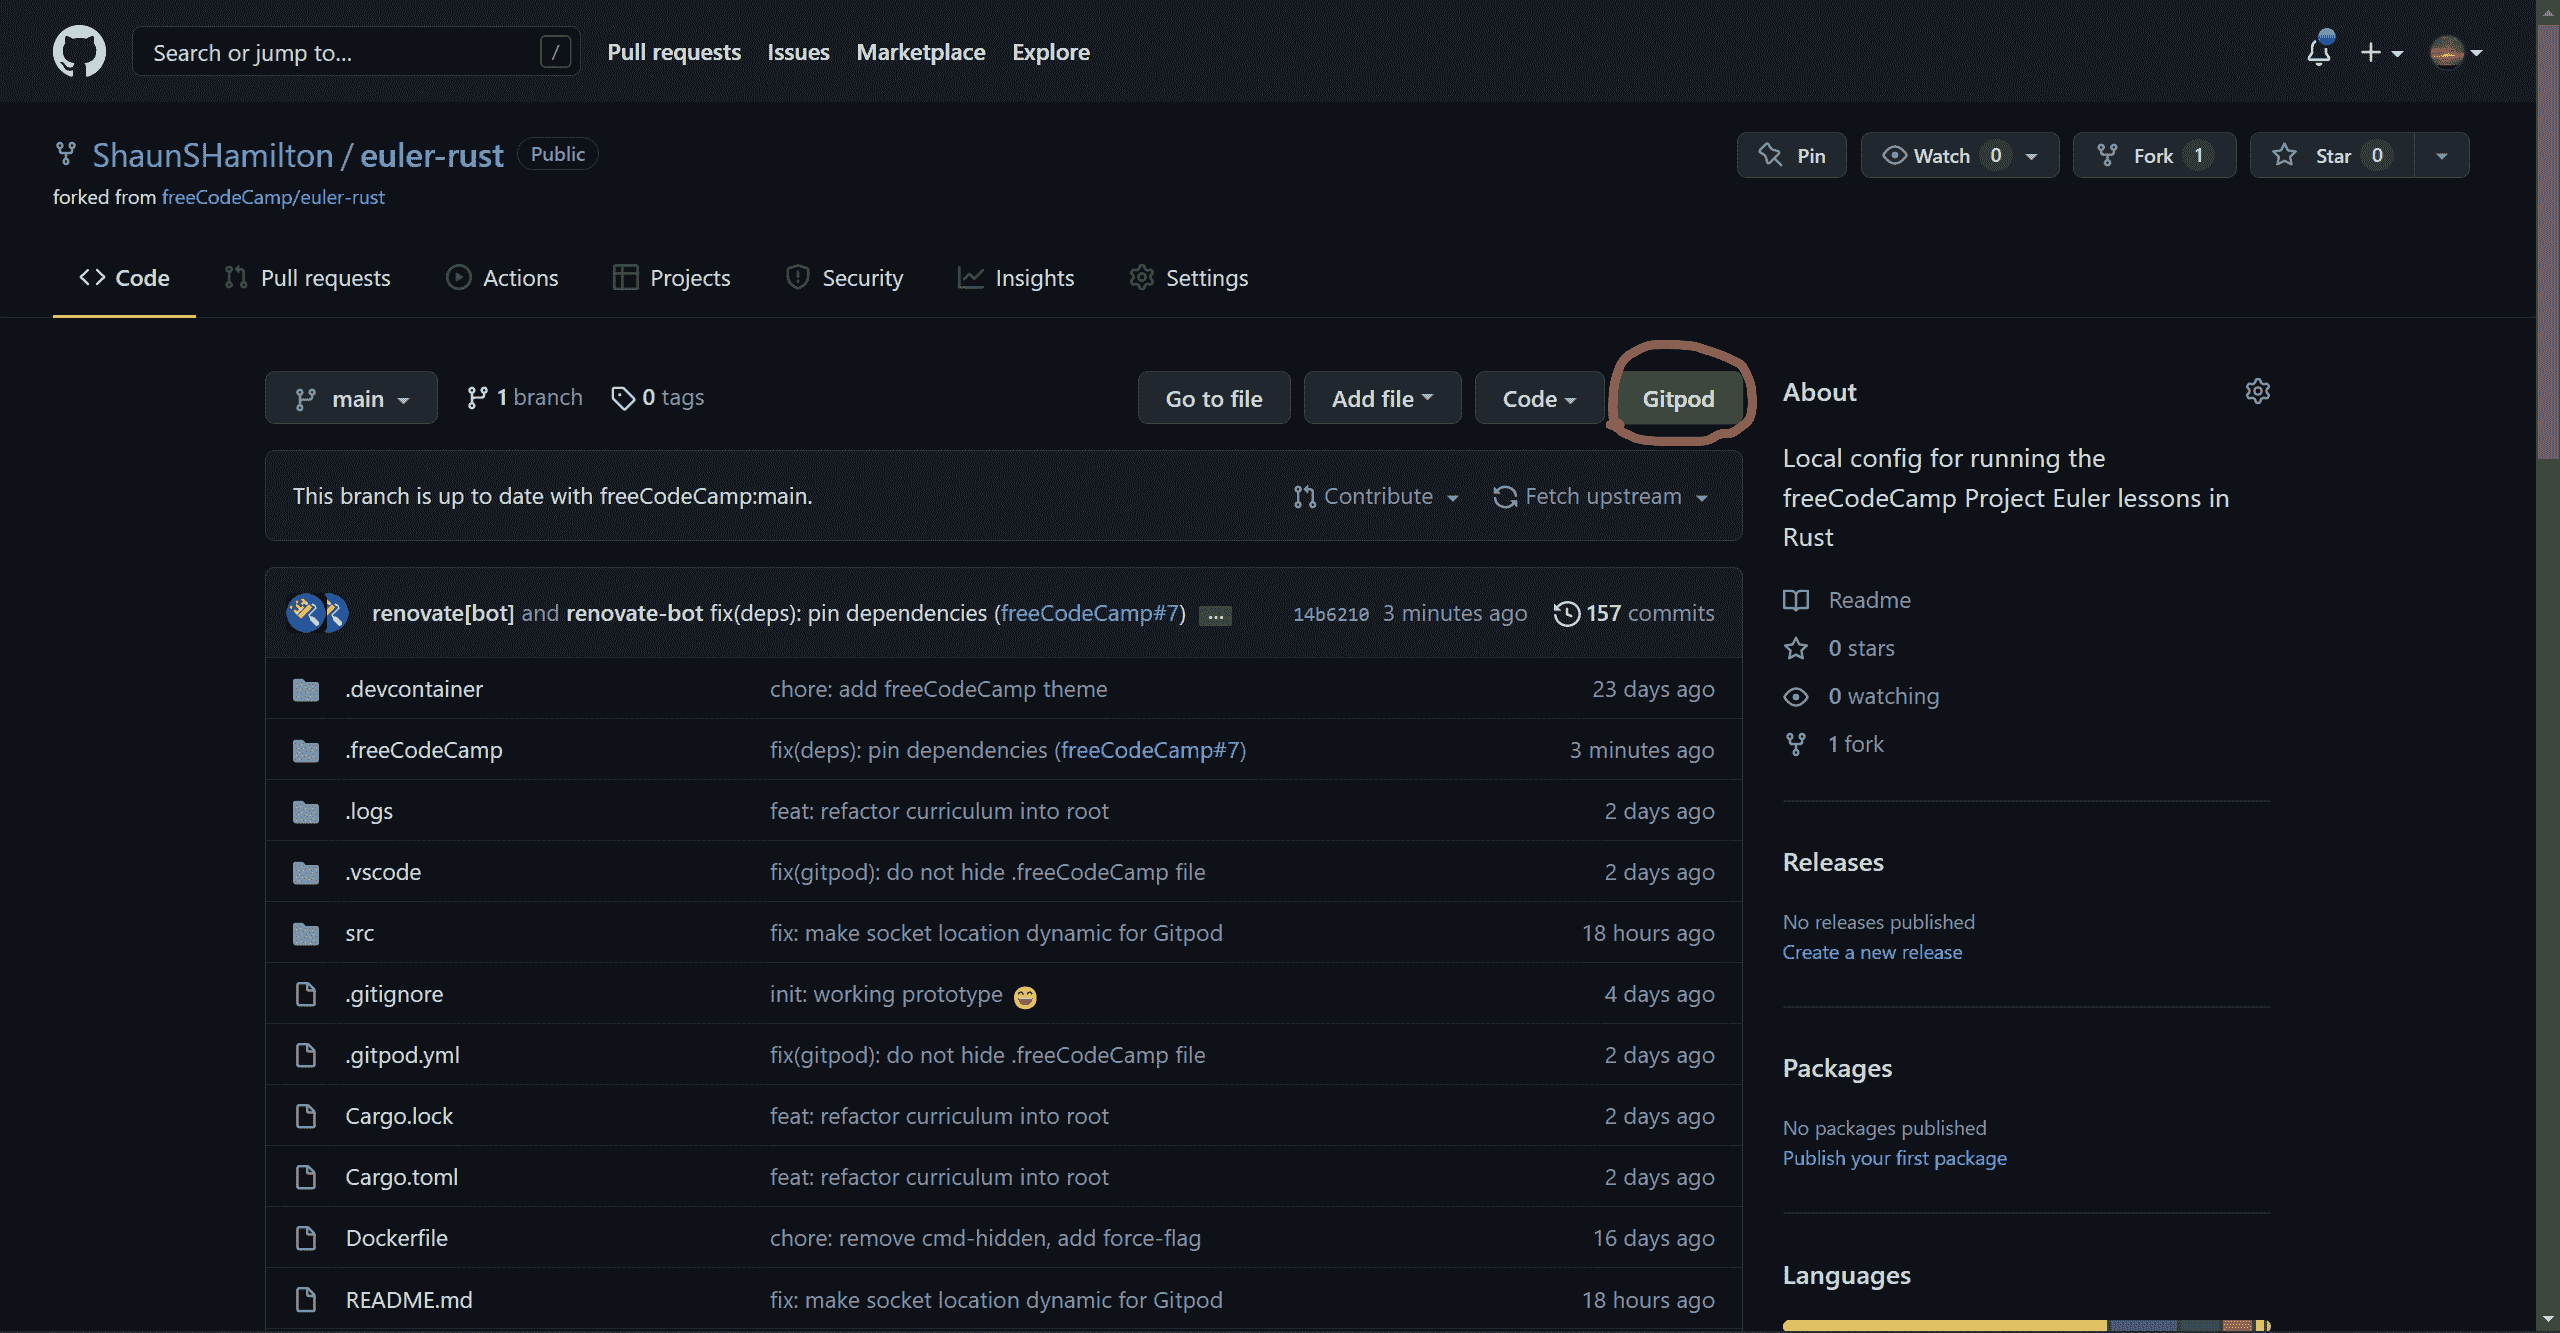 Search or jump to... /
Pull requests Issues Marketplace Explore
ShaunSHamilton / euler-rust Public
forked from freeCodeCamp/euler-rust
Pin Watch 0 Fork 1 Star 0
Code Pull requests Actions Projects Security Insights Settings
main 1 branch 0 tags Go to file Add file Code Gitpod
This branch is up to date with freeCodeCamp:main. Contribute Fetch upstream
renovate[bot] and renovate-bot fix(deps): pin dependencies (freeCodeCamp#7) ... 14b6210 3 minutes ago 157 commits
.devcontainer chore: add freeCodeCamp theme 23 days ago
.freeCodeCamp fix(deps): pin dependencies (freeCodeCamp#7) 3 minutes ago
.logs feat: refactor curriculum into root 2 days ago
.vscode fix(gitpod): do not hide .freeCodeCamp file 2 days ago
src fix: make socket location dynamic for Gitpod 18 hours ago
.gitignore init: working prototype 😄 4 days ago
.gitpod.yml fix(gitpod): do not hide .freeCodeCamp file 2 days ago
Cargo.lock feat: refactor curriculum into root 2 days ago
Cargo.toml feat: refactor curriculum into root 2 days ago
Dockerfile chore: remove cmd-hidden, add force-flag 16 days ago
README.md fix: make socket location dynamic for Gitpod 18 hours ago
About
Local config for running the
freeCodeCamp Project Euler lessons in
Rust
Readme
0 stars
0 watching
1 fork
Releases
No releases published
Create a new release
Packages
No packages published
Publish your first package
Languages